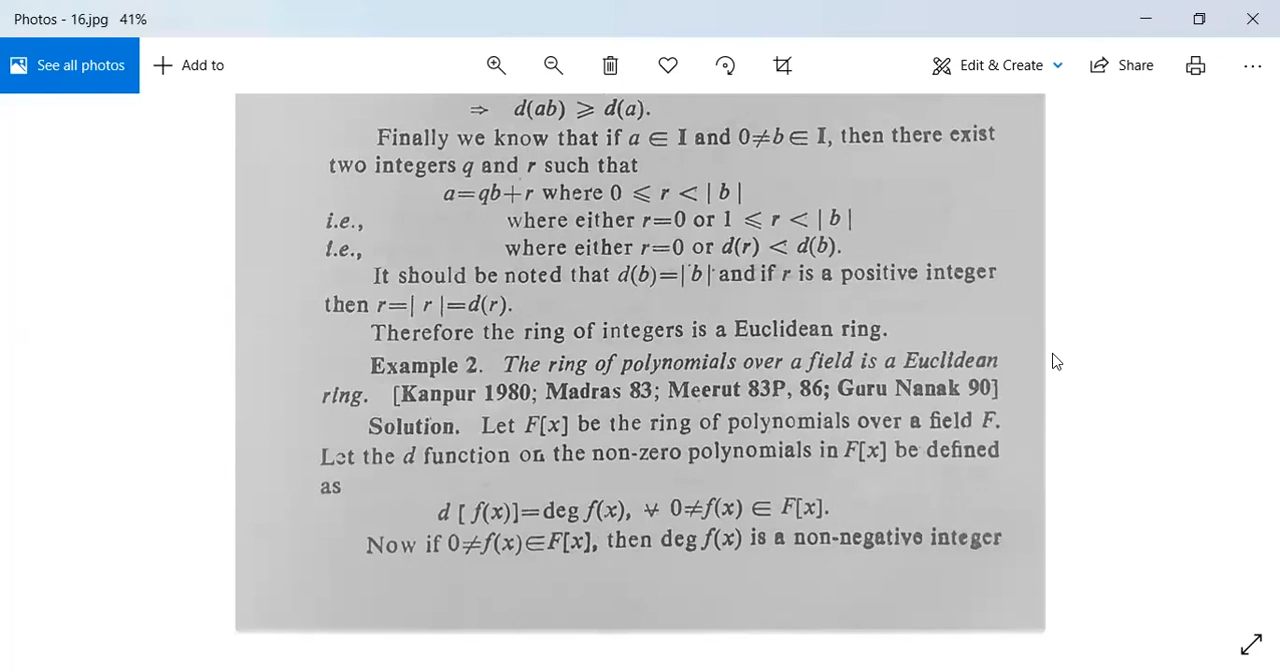 Photos - 16.jpg 41%
See all photos
Add to
Edit & Create
Share
⇒ d(ab) ⩾ d(a).
Finally we know that if a ∈ I and 0≠b ∈ I, then there exist
two integers q and r such that
a=qb+r where 0 ⩽ r < | b |
i.e., where either r=0 or 1 ⩽ r < | b |
i.e., where either r=0 or d(r) < d(b).
It should be noted that d(b)=| b | and if r is a positive integer
then r=| r |=d(r).
Therefore the ring of integers is a Euclidean ring.
Example 2. The ring of polynomials over a field is a Euclidean
ring. [Kanpur 1980; Madras 83; Meerut 83P, 86; Guru Nanak 90]
Solution. Let F[x] be the ring of polynomials over a field F.
Let the d function on the non-zero polynomials in F[x] be defined
as
d [ f(x)]=deg f(x), ∀ 0≠f(x) ∈ F[x].
Now if 0≠f(x)∈F[x], then deg f(x) is a non-negative integer